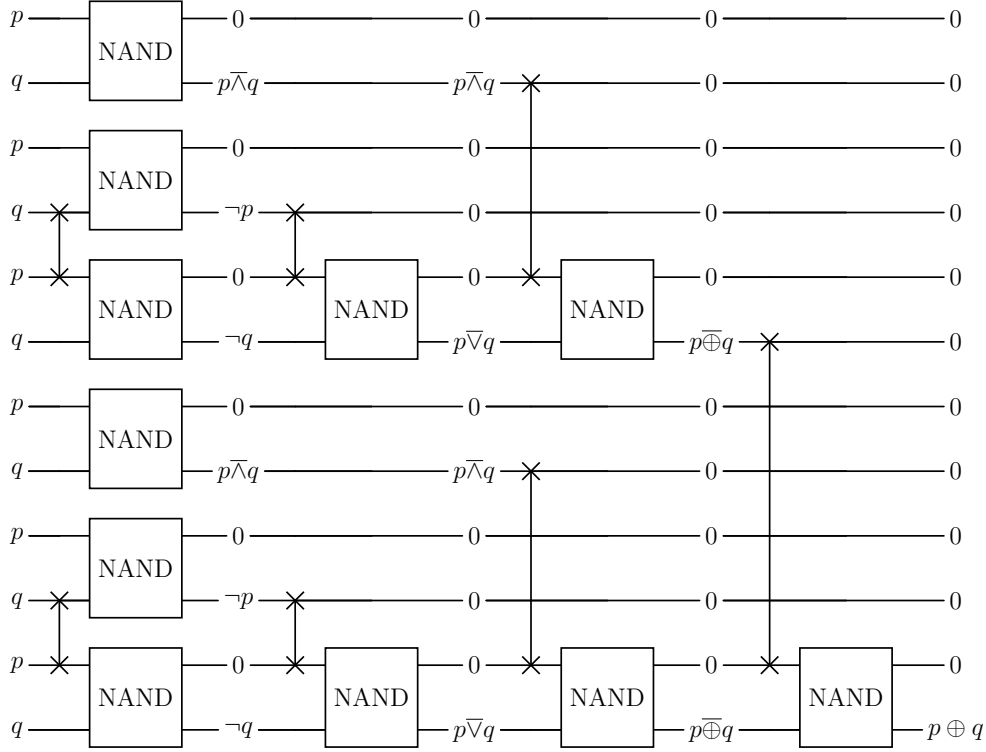 p 0 0 0 0
NAND
q p⊼q p⊼q 0 0
p 0 0 0 0
NAND
q ¬p 0 0 0
p 0 0 0 0
NAND NAND NAND
q ¬q p⊽q p⊕̅q 0
p 0 0 0 0
NAND
q p⊼q p⊼q 0 0
p 0 0 0 0
NAND
q ¬p 0 0 0
p 0 0 0 0
NAND NAND NAND NAND
q ¬q p⊽q p⊕̅q p ⊕ q